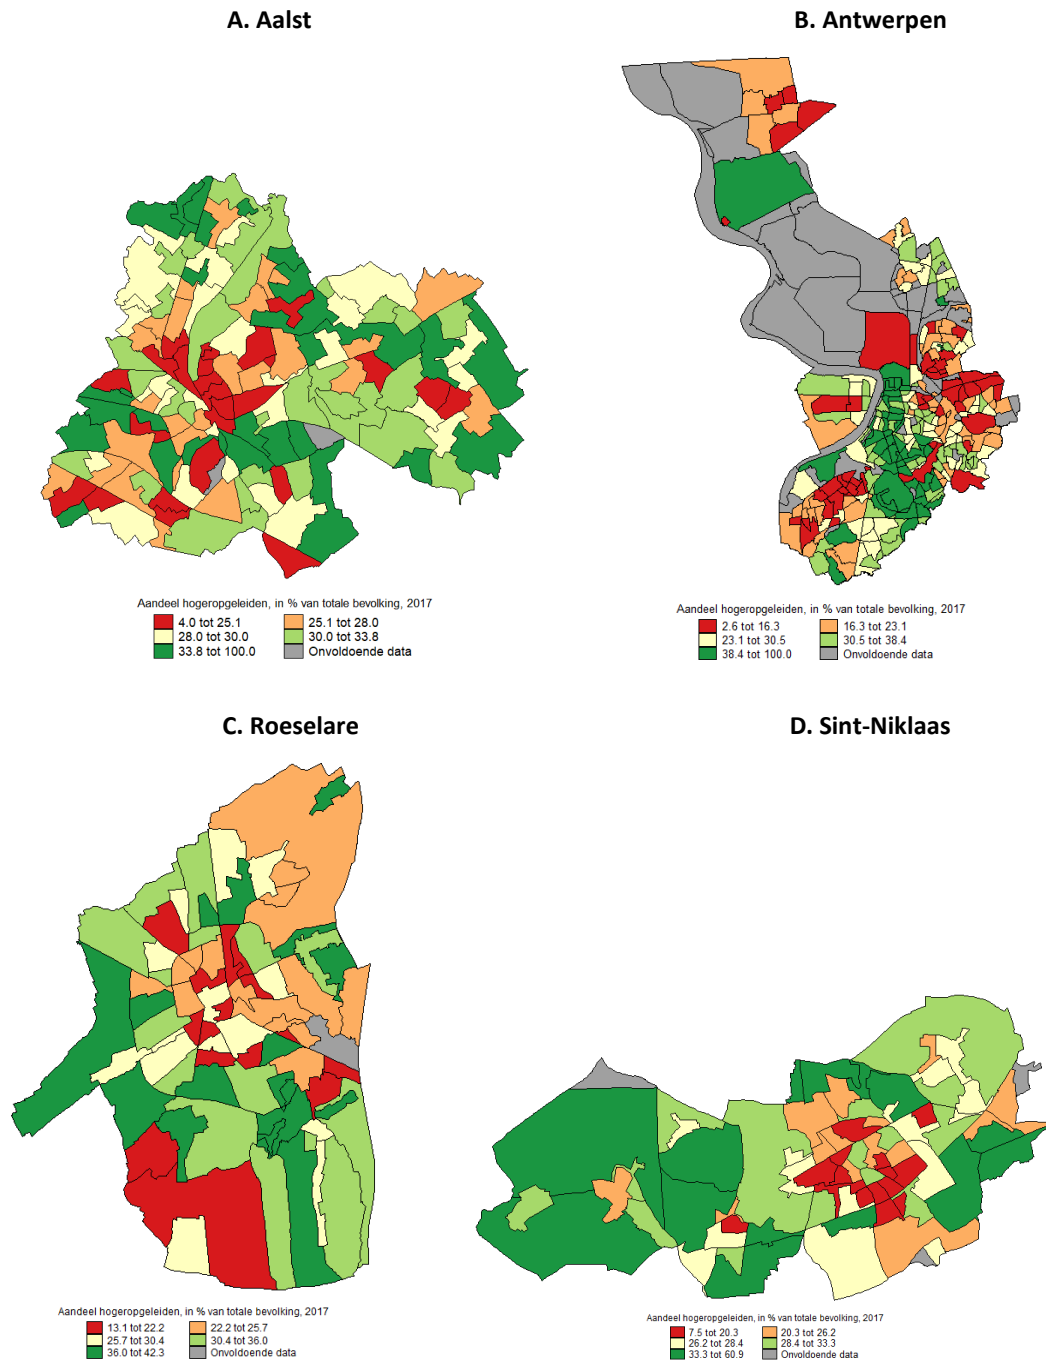 A. Aalst
B. Antwerpen
Aandeel hogeropgeleiden, in % van totale bevolking, 2017
4.0 tot 25.1
25.1 tot 28.0
28.0 tot 30.0
30.0 tot 33.8
33.8 tot 100.0
Onvoldoende data
Aandeel hogeropgeleiden, in % van totale bevolking, 2017
2.6 tot 16.3
16.3 tot 23.1
23.1 tot 30.5
30.5 tot 38.4
38.4 tot 100.0
Onvoldoende data
C. Roeselare
D. Sint-Niklaas
Aandeel hogeropgeleiden, in % van totale bevolking, 2017
13.1 tot 22.2
22.2 tot 25.7
25.7 tot 30.4
30.4 tot 36.0
36.0 tot 42.3
Onvoldoende data
Aandeel hogeropgeleiden, in % van totale bevolking, 2017
7.5 tot 20.3
20.3 tot 26.2
26.2 tot 28.4
28.4 tot 33.3
33.3 tot 60.9
Onvoldoende data